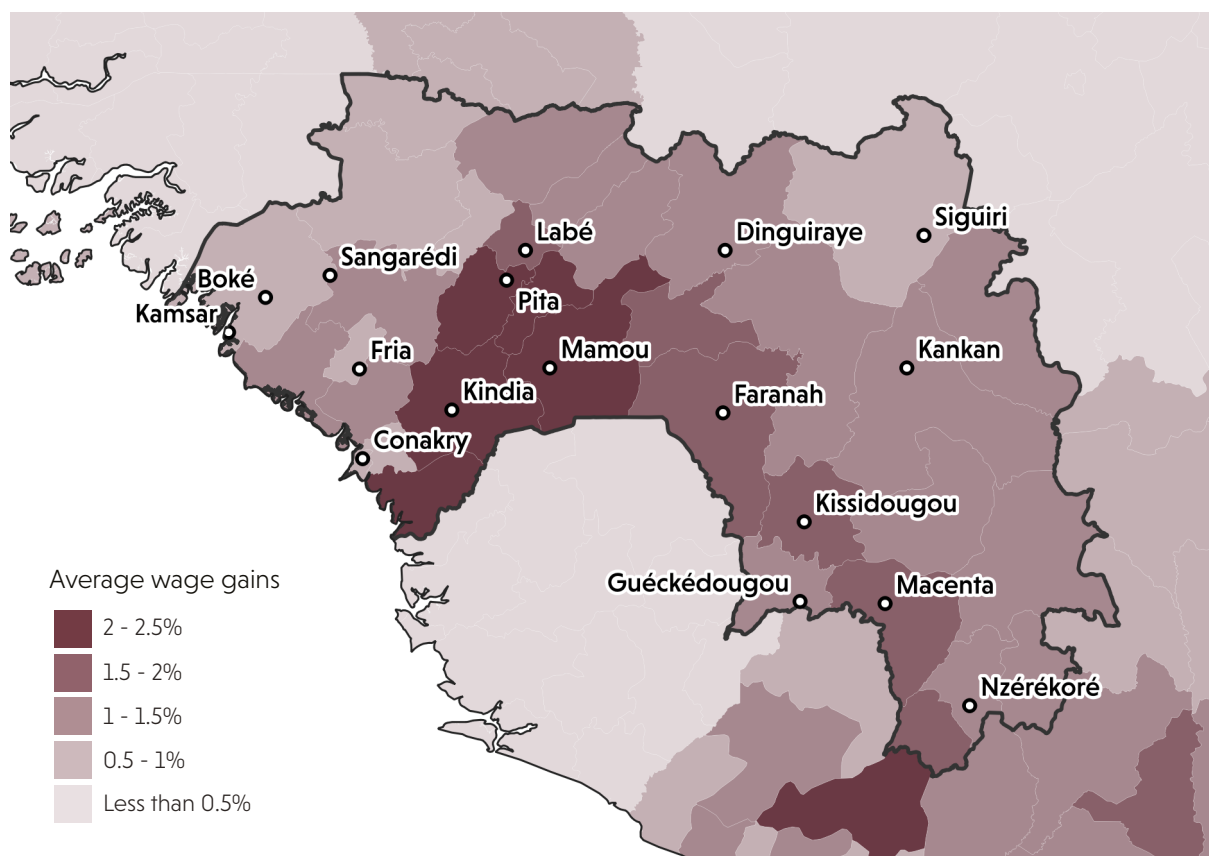 Labé
Dinguiraye
Siguiri
Sangarédi
Boké
Pita
Kamsar
Fria
Mamou
Kankan
Kindia
Faranah
Conakry
Kissidougou
Guéckédougou
Macenta
Nzérékoré
Average wage gains
2 - 2.5%
1.5 - 2%
1 - 1.5%
0.5 - 1%
Less than 0.5%